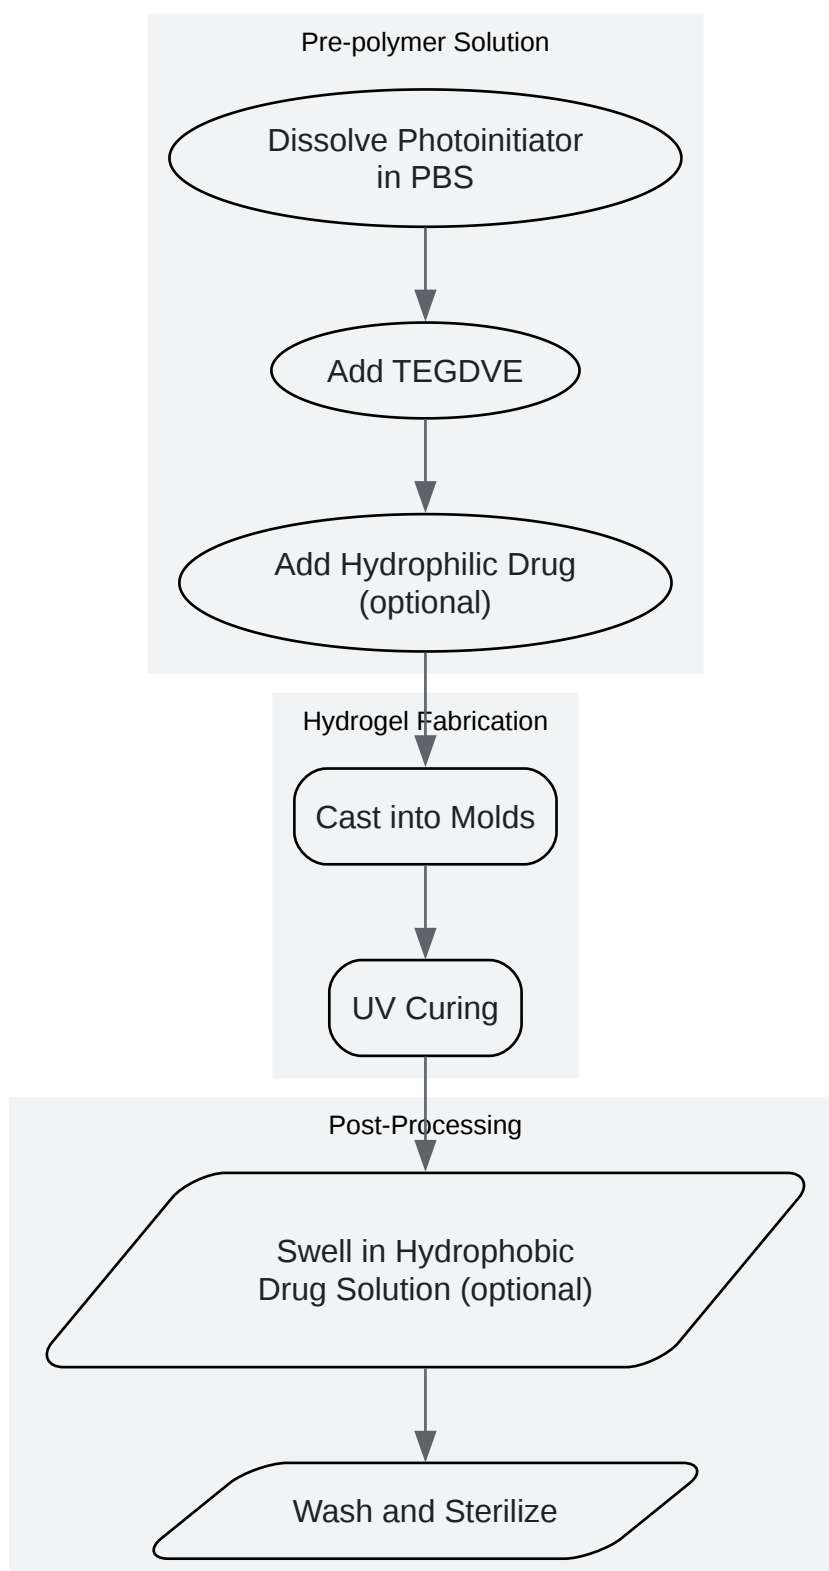 Pre-polymer Solution
Dissolve Photoinitiator
in PBS
Add TEGDVE
Add Hydrophilic Drug
(optional)
Hydrogel Fabrication
Cast into Molds
UV Curing
Post-Processing
Swell in Hydrophobic
Drug Solution (optional)
Wash and Sterilize